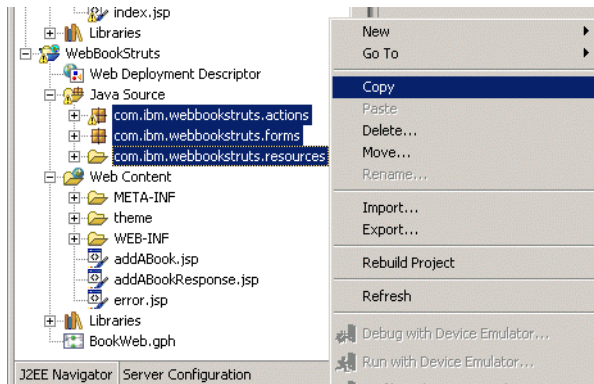 index.jsp
Libraries
WebBookStruts
Web Deployment Descriptor
Java Source
com.ibm.webbookstruts.actions
com.ibm.webbookstruts.forms
com.ibm.webbookstruts.resources
Web Content
META-INF
theme
WEB-INF
addABook.jsp
addABookResponse.jsp
error.jsp
Libraries
BookWeb.gph
J2EE Navigator Server Configuration
New
Go To
Copy
Paste
Delete...
Move...
Rename...
Import...
Export...
Rebuild Project
Refresh
Debug with Device Emulator...
Run with Device Emulator...